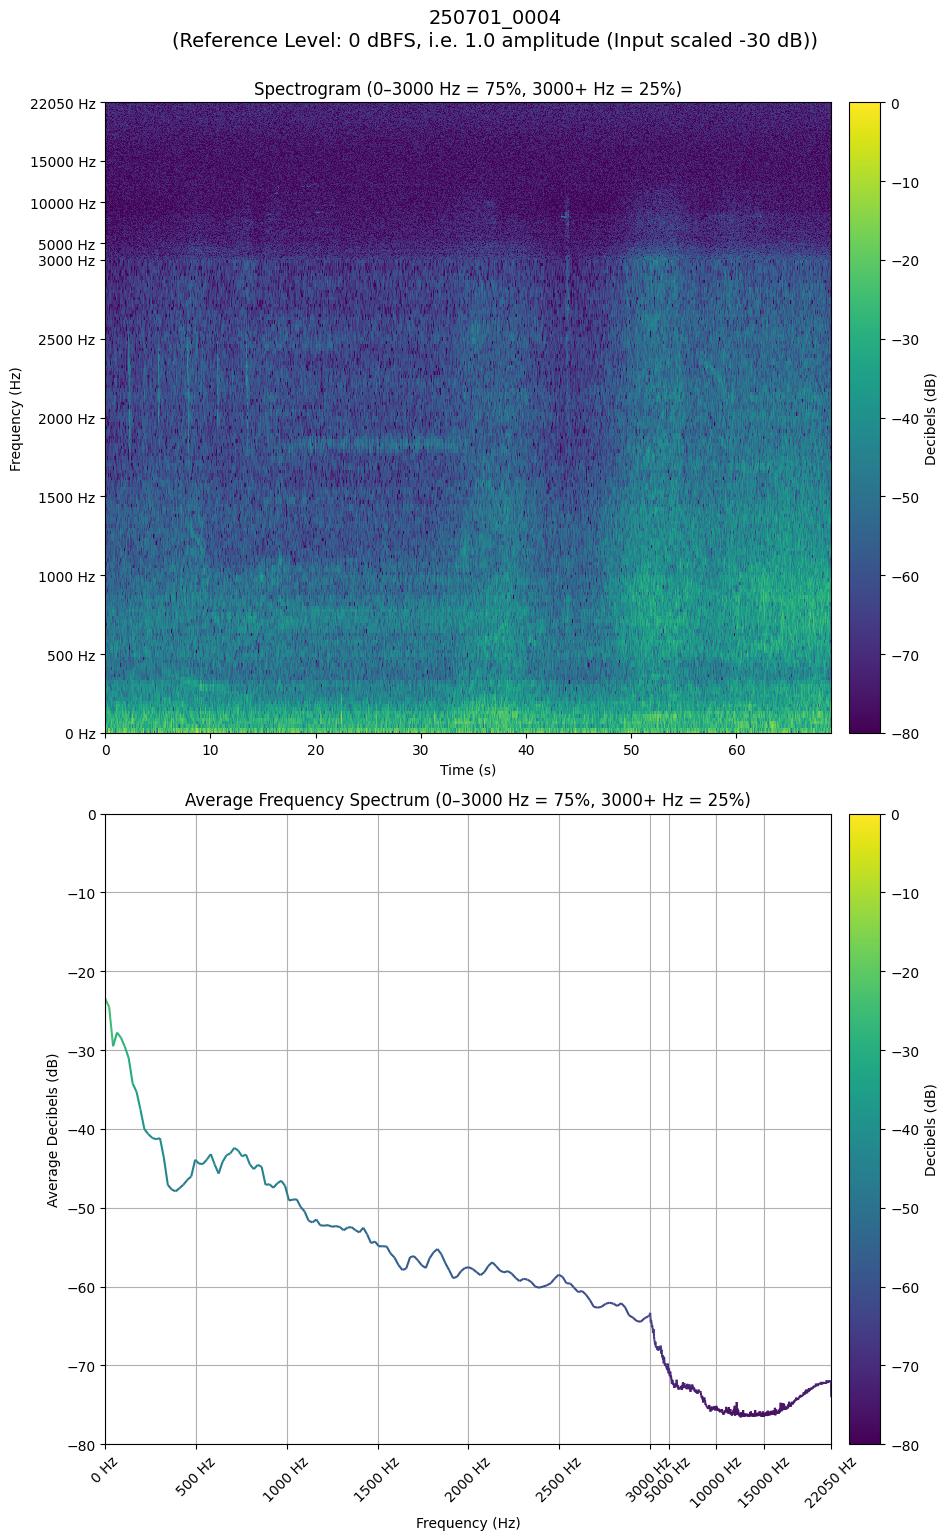 250701_0004
(Reference Level: 0 dBFS, i.e. 1.0 amplitude (Input scaled -30 dB))
Spectrogram (0–3000 Hz = 75%, 3000+ Hz = 25%)
22050 Hz
15000 Hz
10000 Hz
5000 Hz
3000 Hz
2500 Hz
2000 Hz
1500 Hz
1000 Hz
500 Hz
0 Hz
Frequency (Hz)
0 10 20 30 40 50 60
Time (s)
0
−10
−20
−30
−40
−50
−60
−70
−80
Decibels (dB)
Average Frequency Spectrum (0–3000 Hz = 75%, 3000+ Hz = 25%)
0
−10
−20
−30
−40
−50
−60
−70
−80
Average Decibels (dB)
0 Hz 500 Hz 1000 Hz 1500 Hz 2000 Hz 2500 Hz 3000 Hz 5000 Hz 10000 Hz 15000 Hz 22050 Hz
Frequency (Hz)
0
−10
−20
−30
−40
−50
−60
−70
−80
Decibels (dB)